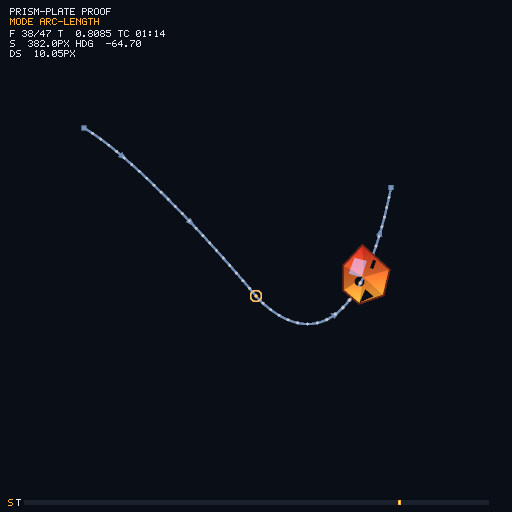 PRISM-PLATE PROOF
MODE ARC-LENGTH
F 38/47 T  0.8085 TC 01:14
S  382.0PX HDG  -64.70
DS  10.05PX
ST